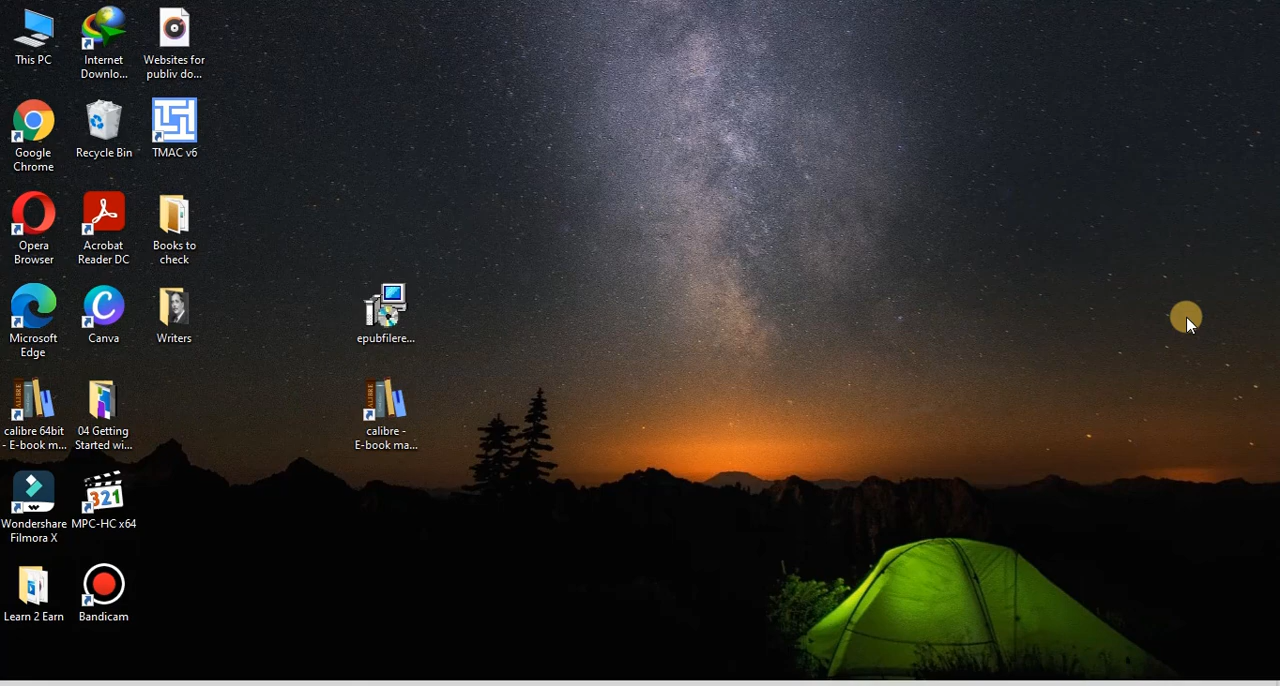 This PC
Internet
Downlo...
Websites for
publiv do...
Google
Chrome
Recycle Bin
TMAC v6
Opera
Browser
Acrobat
Reader DC
Books to
check
Microsoft
Edge
Canva
Writers
epubfilere...
calibre 64bit
- E-book m...
04 Getting
Started wi...
calibre -
E-book ma...
Wondershare
Filmora X
321
MPC-HC x64
Learn 2 Earn
Bandicam